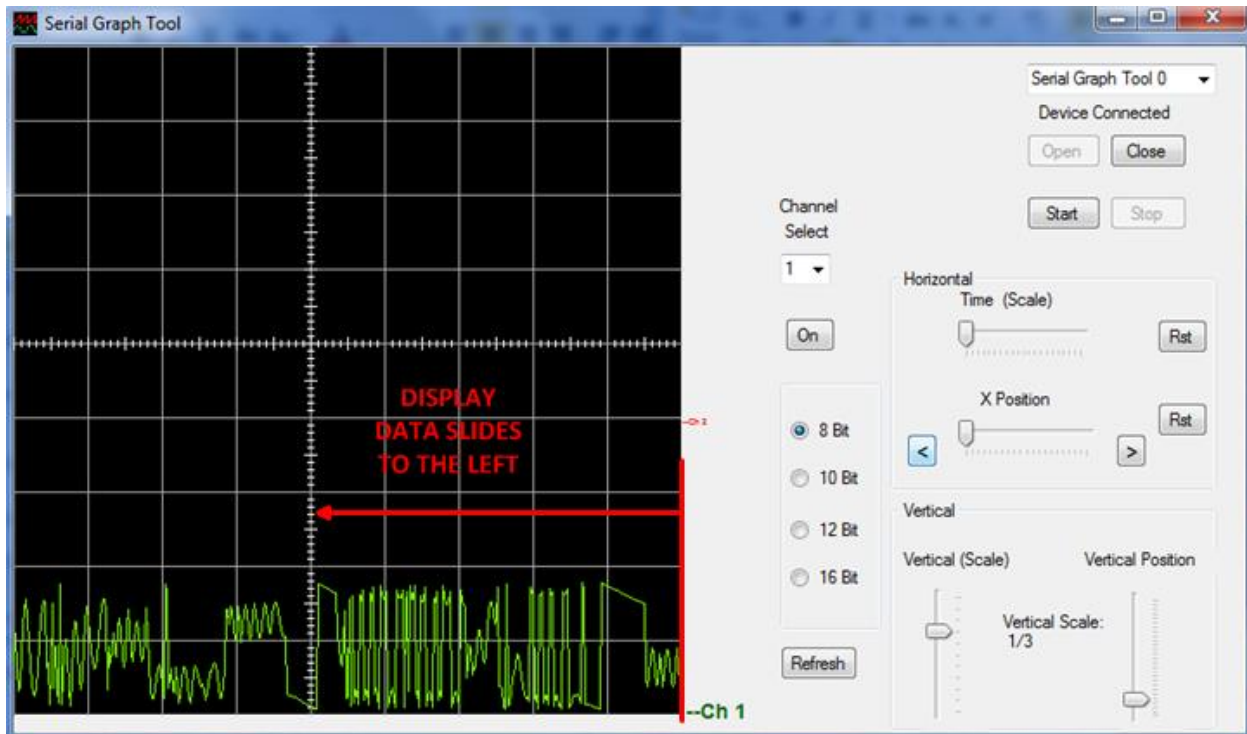 Serial Graph Tool
Serial Graph Tool 0
Device Connected
Open Close
Start Stop
Channel
Select
1
On
8 Bit
10 Bit
12 Bit
16 Bit
Refresh
Horizontal
Time (Scale)
Rst
X Position
Rst
< >
Vertical
Vertical (Scale)
Vertical Position
Vertical Scale:
1/3
DISPLAY
DATA SLIDES
TO THE LEFT
--Ch 1